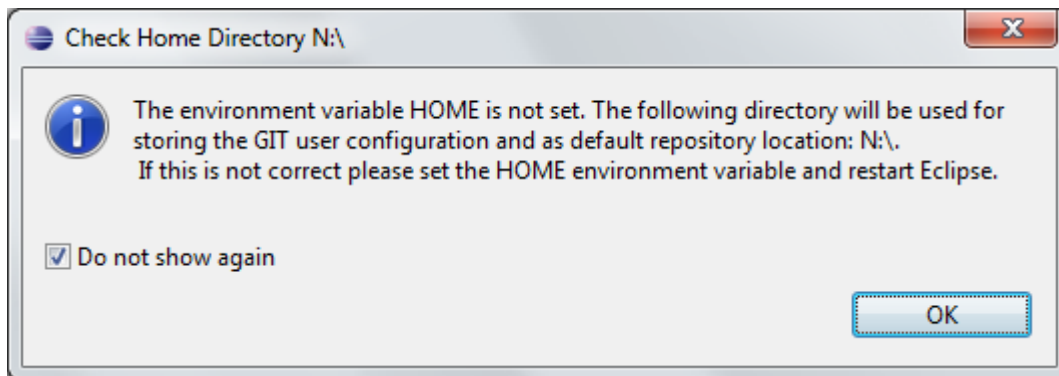 Check Home Directory N:\
The environment variable HOME is not set. The following directory will be used for
storing the GIT user configuration and as default repository location: N:\.
If this is not correct please set the HOME environment variable and restart Eclipse.
Do not show again
OK